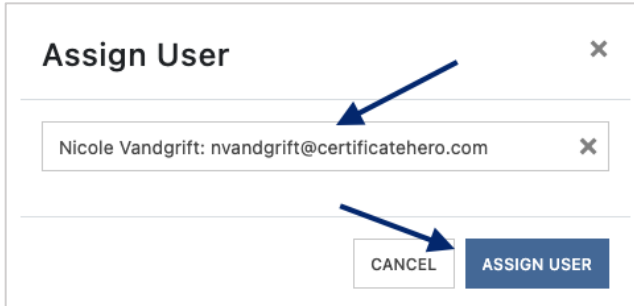 Assign User
Nicole Vandgrift: nvandgrift@certificatehero.com
CANCEL
ASSIGN USER